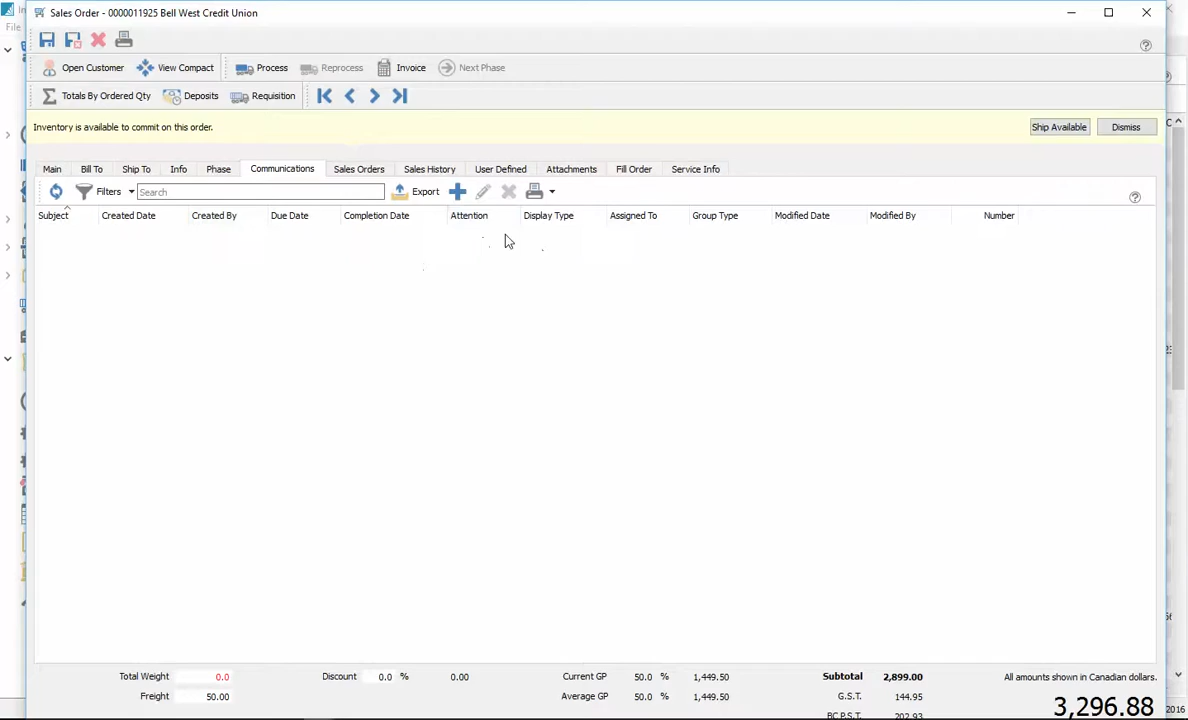 Sales Order - 0000011925 Bell West Credit Union
File
Open Customer View Compact Process Reprocess Invoice Next Phase
Totals By Ordered Qty Deposits Requisition
Inventory is available to commit on this order. Ship Available Dismiss
Main Bill To Ship To Info Phase Communications Sales Orders Sales History User Defined Attachments Fill Order Service Info
Filters Search Export
Subject Created Date Created By Due Date Completion Date Attention Display Type Assigned To Group Type Modified Date Modified By Number
Total Weight 0.0 Discount 0.0 % 0.00 Current GP 50.0 % 1,449.50 Subtotal 2,899.00 All amounts shown in Canadian dollars.
Freight 50.00 Average GP 50.0 % 1,449.50 G.S.T. 144.95 3,296.88
BC P.S.T. 202.93
2016